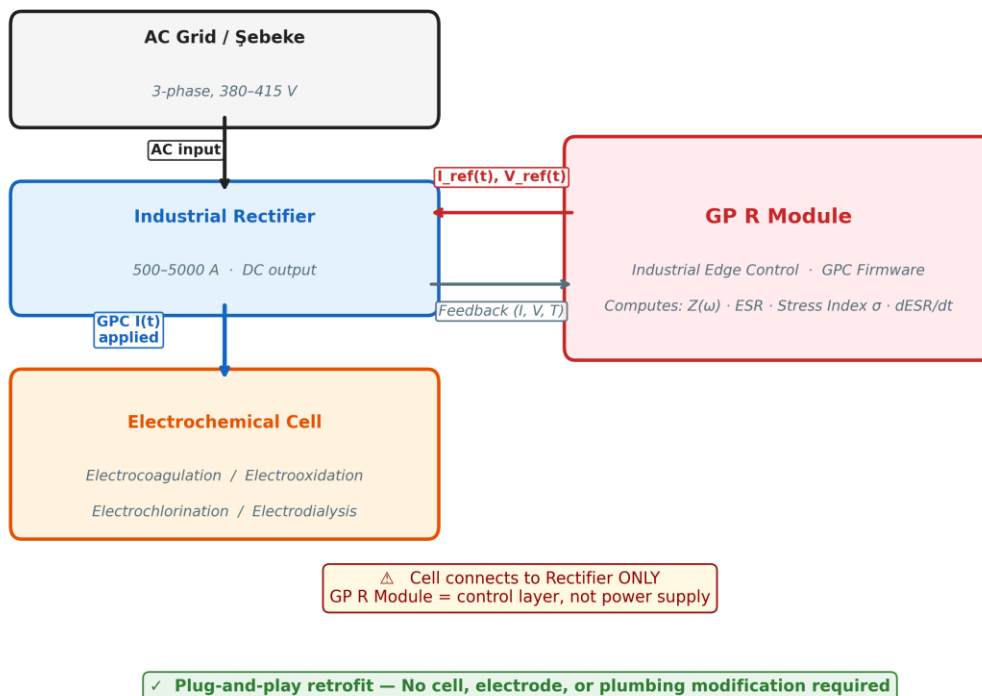 AC Grid / Şebeke
3-phase, 380–415 V
AC input
I_ref(t), V_ref(t)
Industrial Rectifier
500–5000 A · DC output
GP R Module
Industrial Edge Control · GPC Firmware
Computes: Z(ω) · ESR · Stress Index σ · dESR/dt
Feedback (I, V, T)
GPC I(t)
applied
Electrochemical Cell
Electrocoagulation / Electrooxidation
Electrochlorination / Electrodialysis
⚠ Cell connects to Rectifier ONLY
GP R Module = control layer, not power supply
✓ Plug-and-play retrofit — No cell, electrode, or plumbing modification required